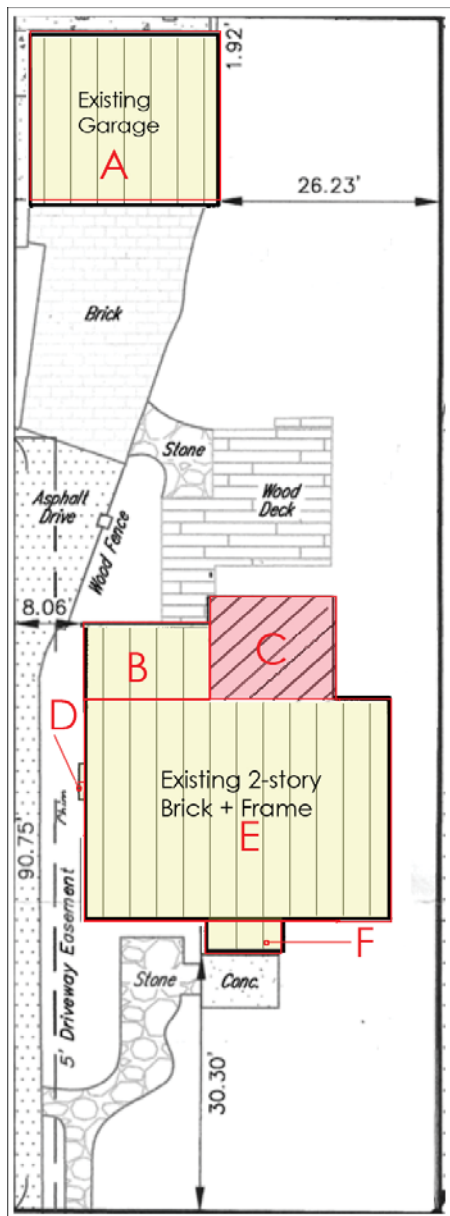 1.92'
Existing
Garage
A
26.23'
Brick
Stone
Wood
Deck
Asphalt
Drive
Wood Fence
8.06
B
C
D
Existing 2-story
Brick + Frame
E
Chim
90.75'
F
5' Driveway Easement
Stone
Conc.
30.30'